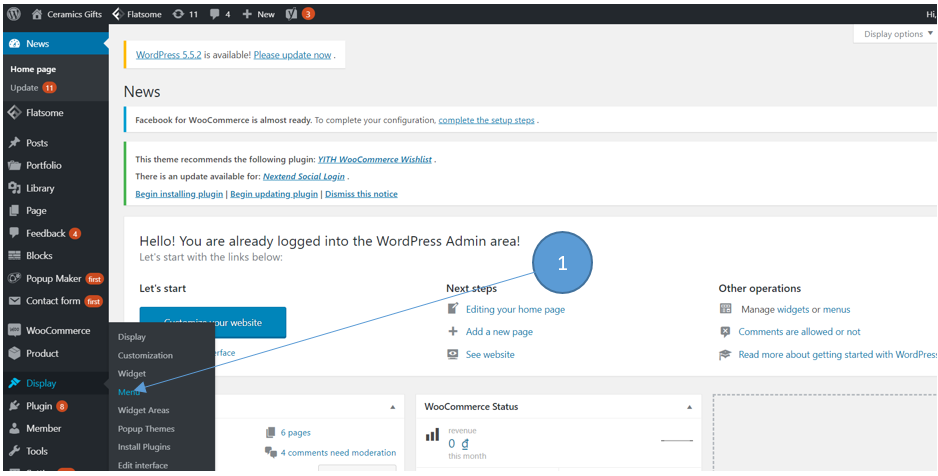 Ceramics Gifts Flatsome 11 4 New 3 Hi,
News
Home page
Update 11
Flatsome
Posts
Portfolio
Library
Page
Feedback 4
Blocks
Popup Maker first
Contact form first
WooCommerce
Product
Display
Plugin 8
Member
Tools
Display
Customization
Widget
Menu
Widget Areas
Popup Themes
Install Plugins
Edit interface
Display options
WordPress 5.5.2 is available! Please update now .
News
Facebook for WooCommerce is almost ready. To complete your configuration, complete the setup steps .
This theme recommends the following plugin: YITH WooCommerce Wishlist .
There is an update available for: Nextend Social Login .
Begin installing plugin | Begin updating plugin | Dismiss this notice
Hello! You are already logged into the WordPress Admin area!
Let's start with the links below:
1
Let's start
Customize your website
rface
Next steps
Editing your home page
Add a new page
See website
Other operations
Manage widgets or menus
Comments are allowed or not
Read more about getting started with WordPress
6 pages
4 comments need moderation
WooCommerce Status
revenue
0 ₫
this month